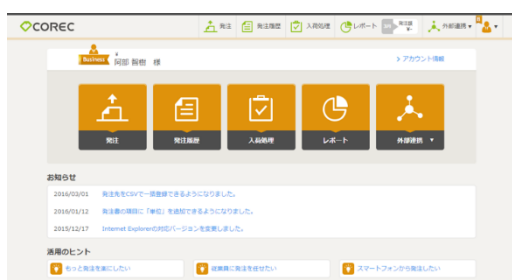 COREC
発注 発注履歴 入荷処理 レポート 外部連携 ▼
Business 阿部 智樹 様
> アカウント情報
発注 発注履歴 入荷処理 レポート 外部連携 ▼
お知らせ
2016/02/01 発注先をCSVで一括登録できるようになりました。
2016/01/12 発注書の項目に「単位」を追加できるようになりました。
2015/12/17 Internet Explorerの対応バージョンを変更しました。
活用のヒント
もっと発注を楽にしたい 従業員に発注を任せたい スマートフォンから発注したい